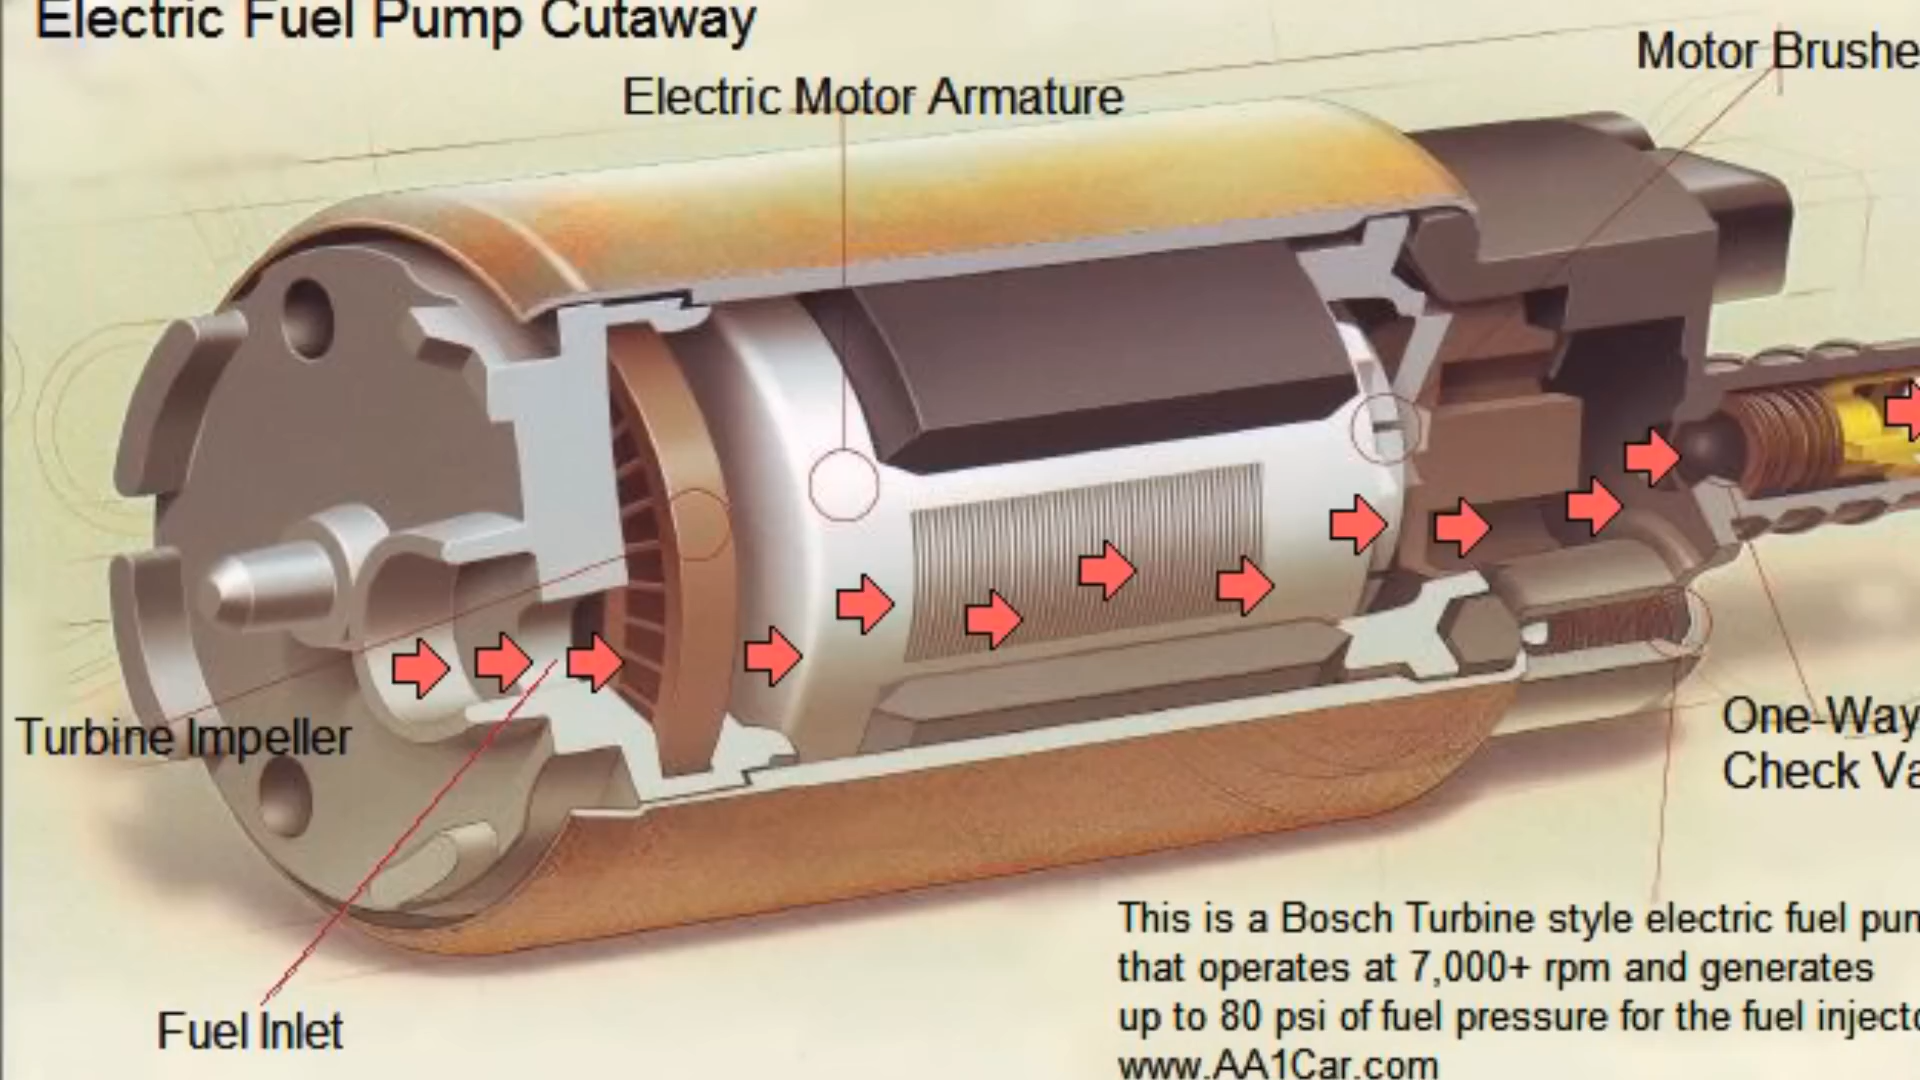 Electric Fuel Pump Cutaway
Motor Brushe
Electric Motor Armature
Turbine Impeller
One-Way
Check Va
Fuel Inlet
This is a Bosch Turbine style electric fuel pum
that operates at 7,000+ rpm and generates
up to 80 psi of fuel pressure for the fuel injecto
www.AA1Car.com